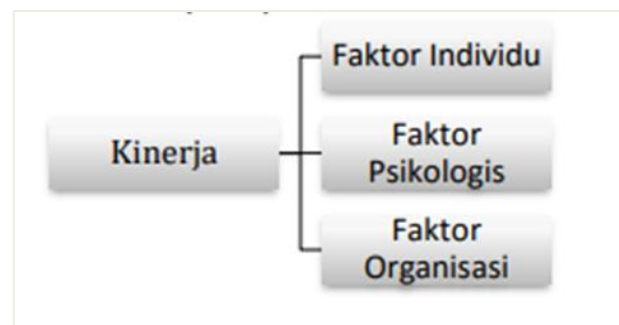 Faktor Individu
Kinerja
Faktor
Psikologis
Faktor
Organisasi